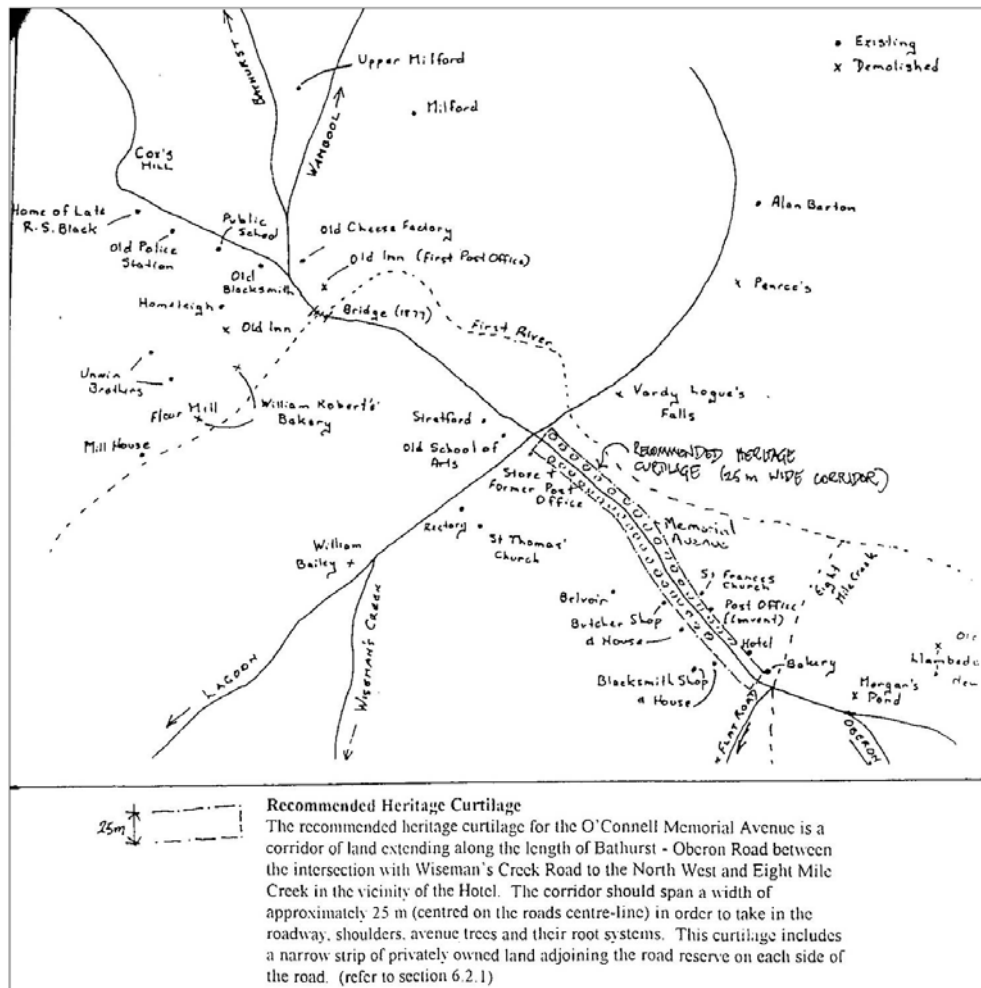 • Existing
x Demolished
BATHURST
Upper Milford
Milford
WAMBOOL
Cox's
HILL
Home of Late
R.S. Black
Old Police
Station
Public
School
Old Cheese Factory
Old Inn (First Post Office)
Old
Blacksmith
Alan Barton
Pearce's
Homeleigh
Old Inn
Bridge (1877)
First River
Unwin
Brothers
Flour Mill
William Robert's'
Bakery
Mill House
Vardy Logue's
Falls
Stratford
Old School of
Arts
RECOMMENDED HERITAGE
CURTILAGE (25m WIDE CORRIDOR)
Store +
Former Post
Office
Memorial
Avenue
Rectory
St Thomas'
Church
William
Bailey
Eight
Mile Creek
St Frances
Church
Belvoir
Post Office'
(Convent)
Butcher Shop
& House
Hotel
Bakery
Blacksmith Shop
& House
Morgan's
Pond
LAGOON
WISEMAN'S CREEK
FLAT ROAD
OBERON
25m
Recommended Heritage Curtilage
The recommended heritage curtilage for the O'Connell Memorial Avenue is a
corridor of land extending along the length of Bathurst - Oberon Road between
the intersection with Wiseman's Creek Road to the North West and Eight Mile
Creek in the vicinity of the Hotel. The corridor should span a width of
approximately 25 m (centred on the roads centre-line) in order to take in the
roadway, shoulders, avenue trees and their root systems. This curtilage includes
a narrow strip of privately owned land adjoining the road reserve on each side of
the road. (refer to section 6.2.1)